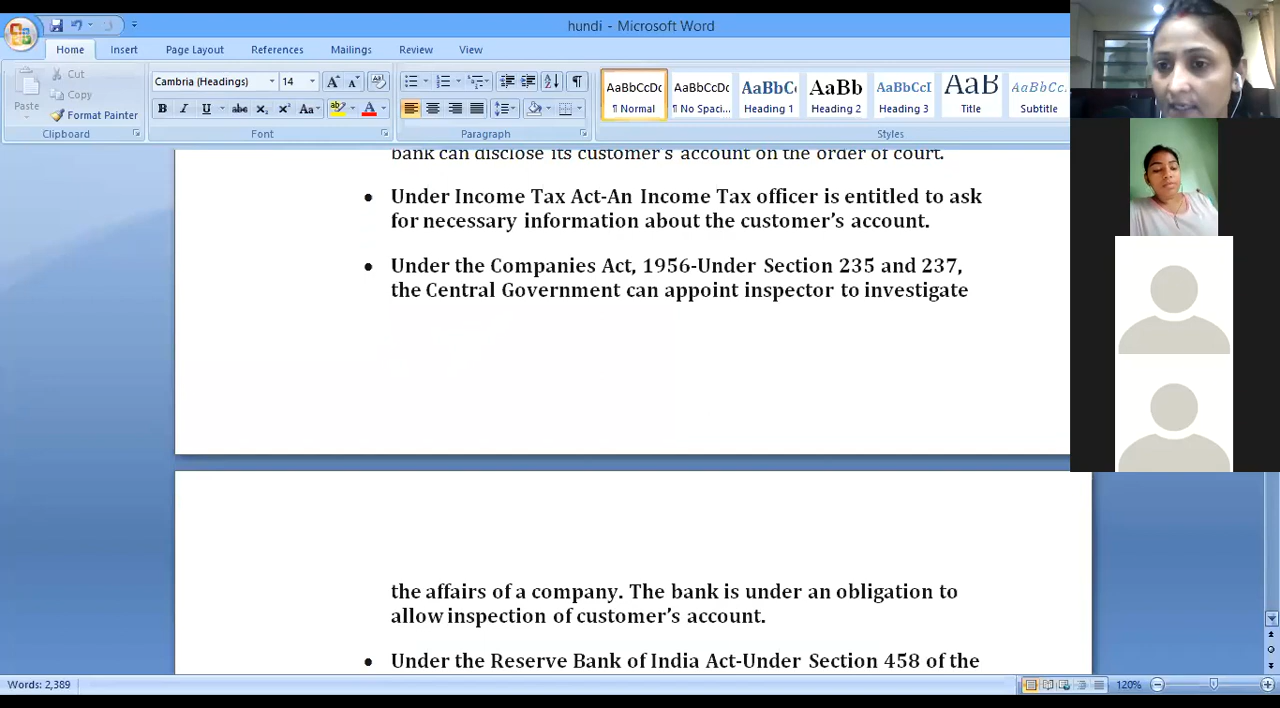 hundi - Microsoft Word
Home Insert Page Layout References Mailings Review View
Paste
Cut
Copy
Format Painter
Clipboard
Cambria (Headings) 14
Font
Paragraph
AaBbCcDc AaBbCcDc AaBbC AaBb AaBbCcI AaB AaBbCcI
¶ Normal ¶ No Spaci... Heading 1 Heading 2 Heading 3 Title Subtitle
Styles
bank can disclose its customer's account on the order of court.
• Under Income Tax Act-An Income Tax officer is entitled to ask
for necessary information about the customer's account.
• Under the Companies Act, 1956-Under Section 235 and 237,
the Central Government can appoint inspector to investigate
the affairs of a company. The bank is under an obligation to
allow inspection of customer's account.
• Under the Reserve Bank of India Act-Under Section 458 of the
Words: 2,389
120%